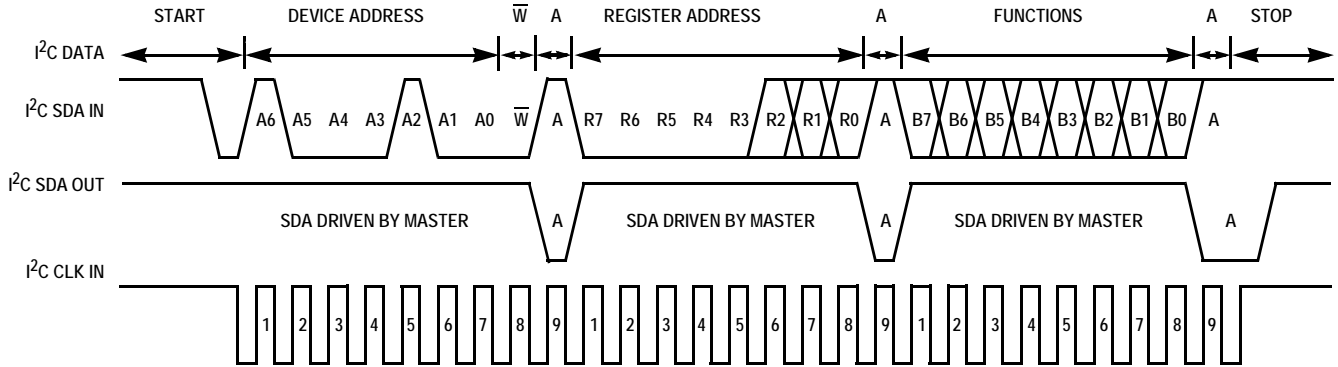 START DEVICE ADDRESS W̅ A REGISTER ADDRESS A FUNCTIONS A STOP
I²C DATA
I²C SDA IN A6 A5 A4 A3 A2 A1 A0 W̅ A R7 R6 R5 R4 R3 R2 R1 R0 A B7 B6 B5 B4 B3 B2 B1 B0 A
I²C SDA OUT
SDA DRIVEN BY MASTER A SDA DRIVEN BY MASTER A SDA DRIVEN BY MASTER A
I²C CLK IN
1 2 3 4 5 6 7 8 9 1 2 3 4 5 6 7 8 9 1 2 3 4 5 6 7 8 9